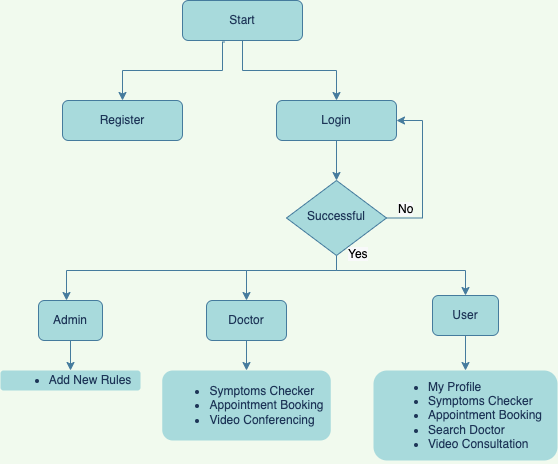 Start
Register
Login
Successful
No
Yes
Admin
Doctor
User
• Add New Rules
• Symptoms Checker
• Appointment Booking
• Video Conferencing
• My Profile
• Symptoms Checker
• Appointment Booking
• Search Doctor
• Video Consultation